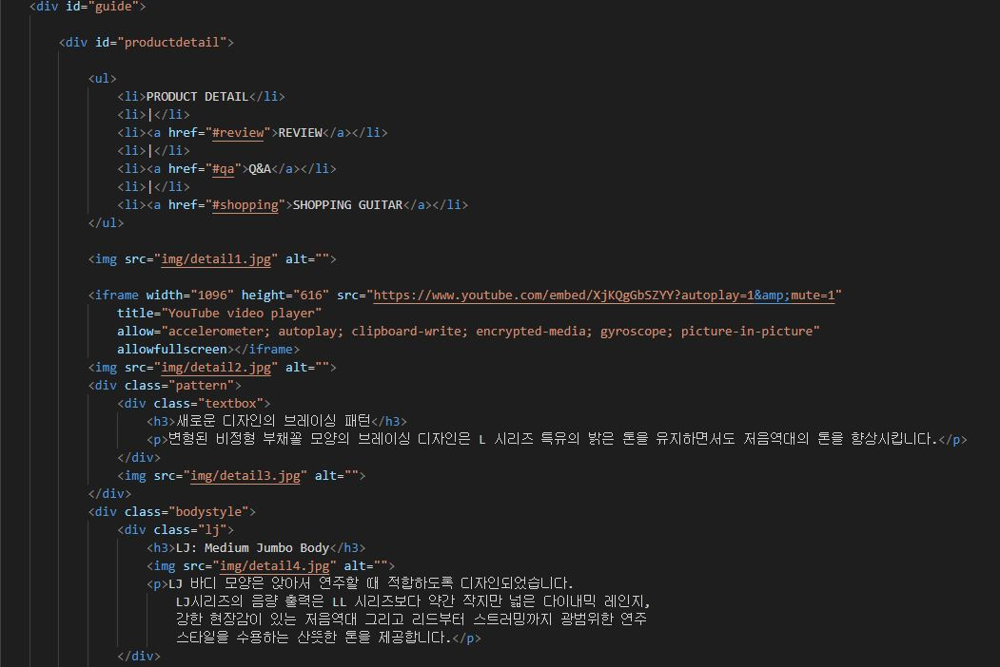 <div id="guide">
<div id="productdetail">
<ul>
<li>PRODUCT DETAIL</li>
<li>|</li>
<li><a href="#review">REVIEW</a></li>
<li>|</li>
<li><a href="#qa">Q&A</a></li>
<li>|</li>
<li><a href="#shopping">SHOPPING GUITAR</a></li>
</ul>
<img src="img/detail1.jpg" alt="">
<iframe width="1096" height="616" src="https://www.youtube.com/embed/XjKQgGbSZYY?autoplay=1&amp;mute=1"
title="YouTube video player"
allow="accelerometer; autoplay; clipboard-write; encrypted-media; gyroscope; picture-in-picture"
allowfullscreen></iframe>
<img src="img/detail2.jpg" alt="">
<div class="pattern">
<div class="textbox">
<h3>새로운 디자인의 브레이싱 패턴</h3>
<p>변형된 비정형 부채꼴 모양의 브레이싱 디자인은 L 시리즈 특유의 밝은 톤을 유지하면서도 저음역대의 톤을 향상시킵니다.</p>
</div>
<img src="img/detail3.jpg" alt="">
</div>
<div class="bodystyle">
<div class="lj">
<h3>LJ: Medium Jumbo Body</h3>
<img src="img/detail4.jpg" alt="">
<p>LJ 바디 모양은 앉아서 연주할 때 적합하도록 디자인되었습니다.
LJ시리즈의 음량 출력은 LL 시리즈보다 약간 작지만 넓은 다이내믹 레인지,
강한 현장감이 있는 저음역대 그리고 리드부터 스트러밍까지 광범위한 연주
스타일을 수용하는 산뜻한 톤을 제공합니다.</p>
</div>